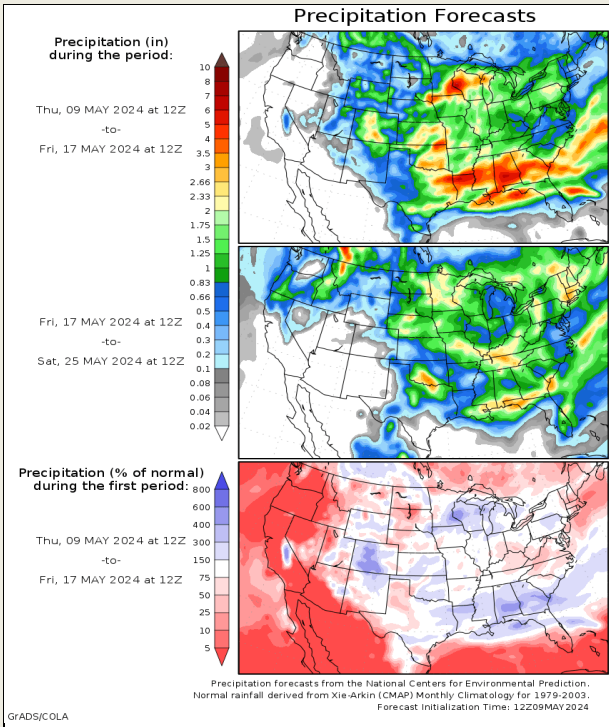 Precipitation Forecasts
Precipitation (in)
during the period:
Thu, 09 MAY 2024 at 12Z
-to-
Fri, 17 MAY 2024 at 12Z
10
8
7
6
5
4
3.5
3
2.66
2.33
2
1.75
1.5
1.25
1
0.83
0.66
0.5
0.4
0.3
0.2
0.1
0.08
0.06
0.04
0.02
Fri, 17 MAY 2024 at 12Z
-to-
Sat, 25 MAY 2024 at 12Z
Precipitation (% of normal)
during the first period:
Thu, 09 MAY 2024 at 12Z
-to-
Fri, 17 MAY 2024 at 12Z
800
600
400
300
150
75
50
25
10
5
Precipitation forecasts from the National Centers for Environmental Prediction.
Normal rainfall derived from Xie-Arkin (CMAP) Monthly Climatology for 1979-2003.
Forecast Initialization Time: 12Z09MAY2024
GrADS/COLA